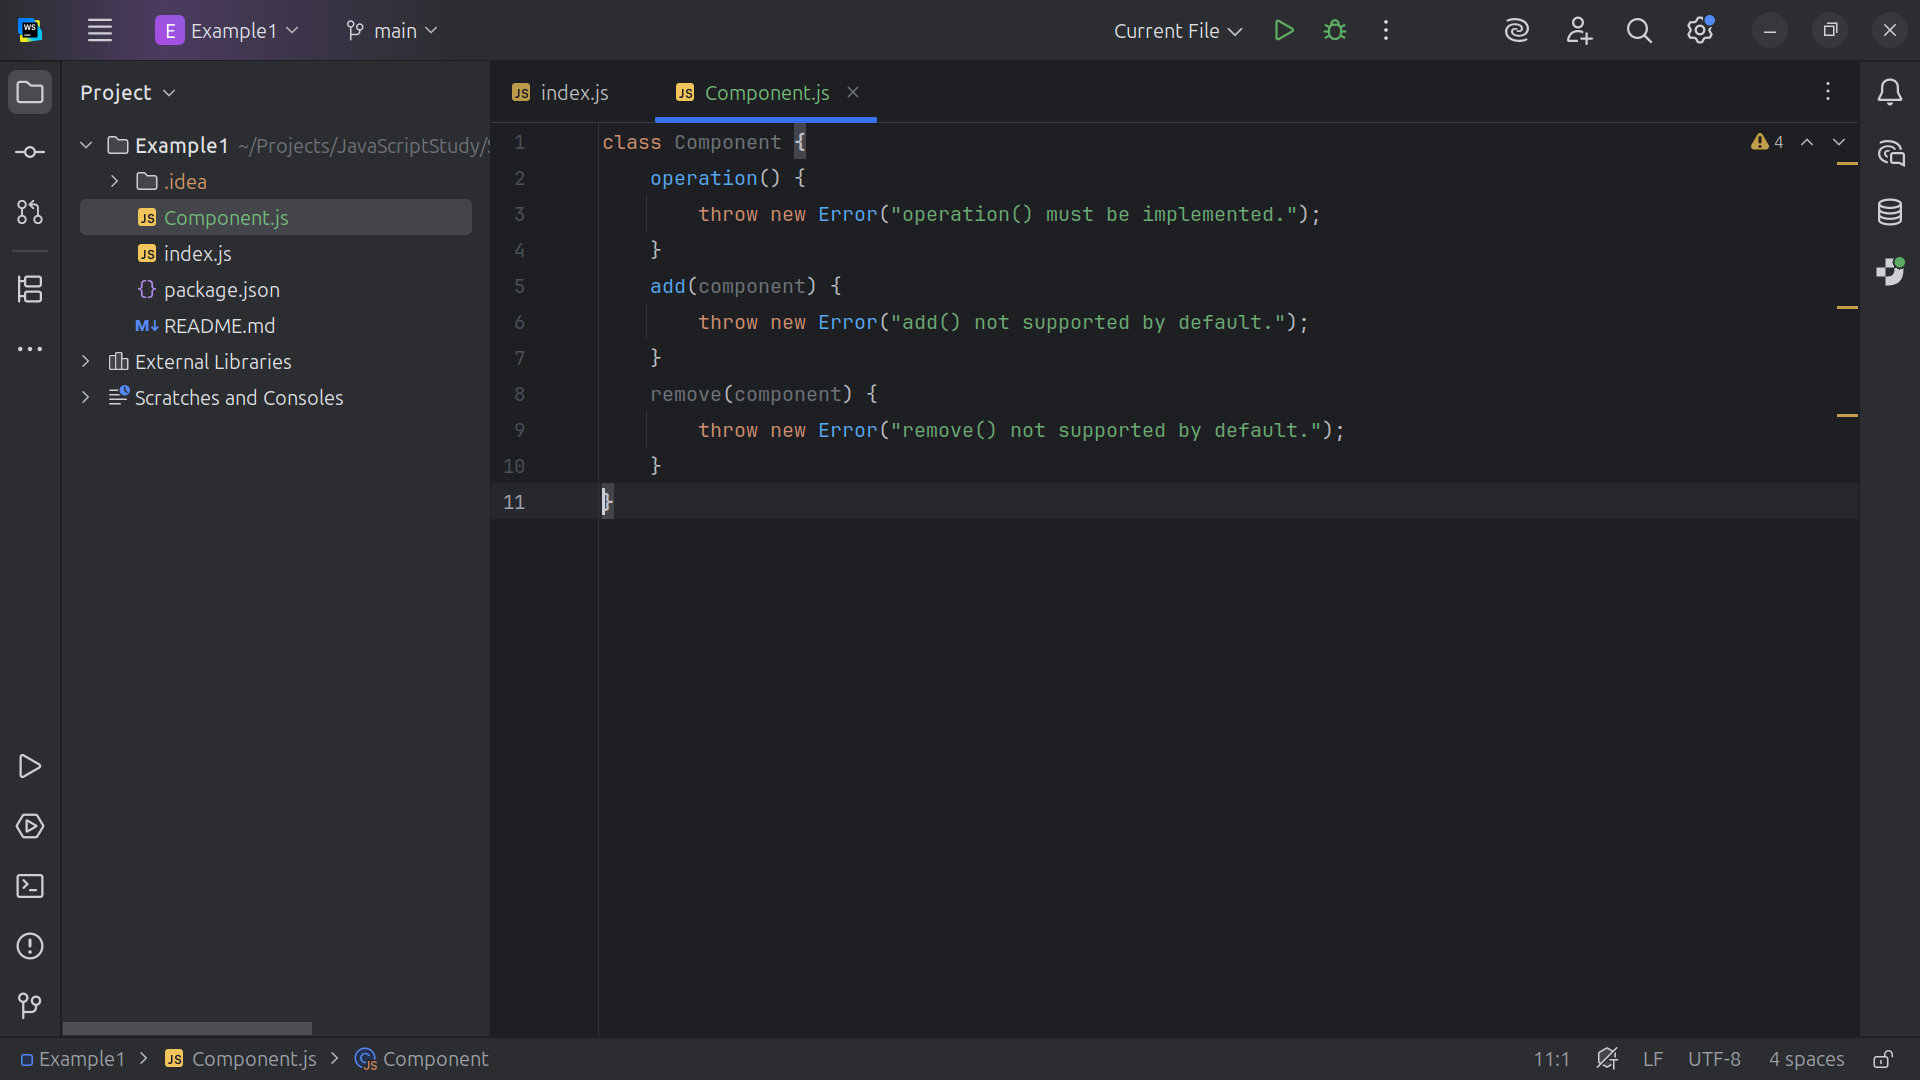 WS
E Example1
main
Current File
Project
index.js
Component.js
Example1 ~/Projects/JavaScriptStudy/
.idea
Component.js
index.js
package.json
README.md
External Libraries
Scratches and Consoles
1 class Component {
2 operation() {
3 throw new Error("operation() must be implemented.");
4 }
5 add(component) {
6 throw new Error("add() not supported by default.");
7 }
8 remove(component) {
9 throw new Error("remove() not supported by default.");
10 }
11 }
4
Example1 > Component.js > Component
11:1
LF
UTF-8
4 spaces